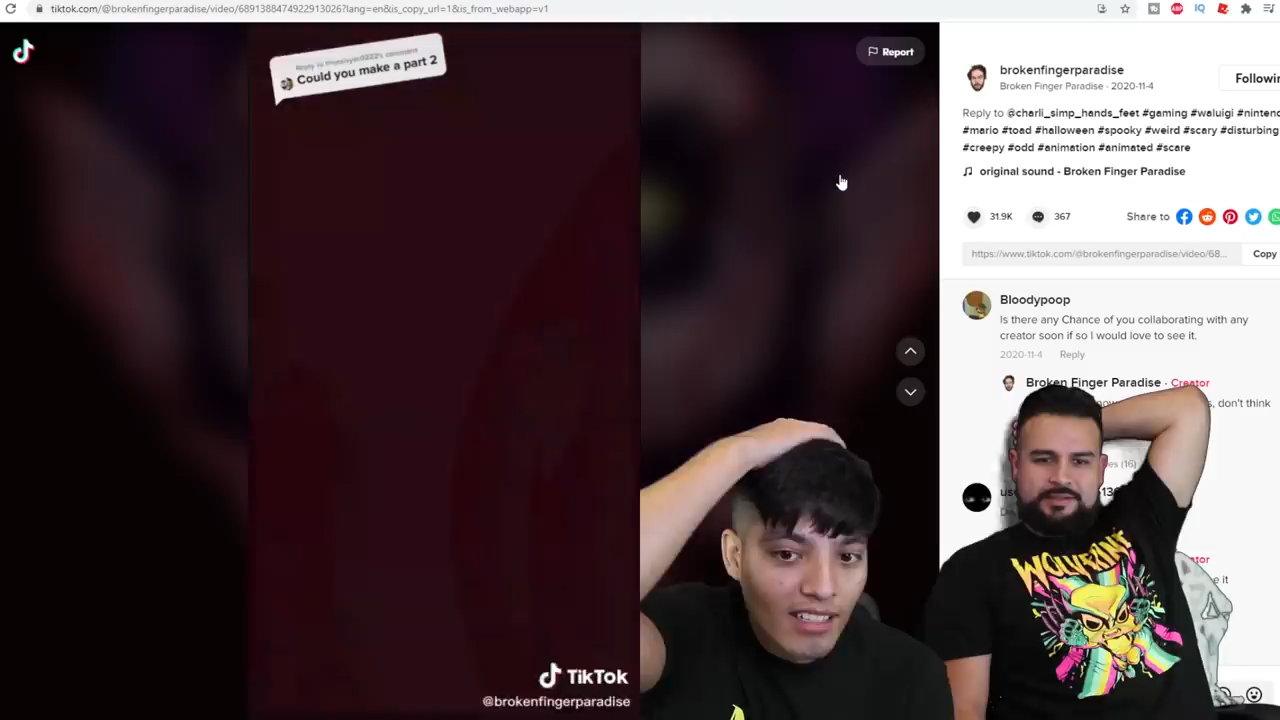 tiktok.com/@brokenfingerparadise/video/6891388474922913026?lang=en&is_copy_url=1&is_from_webapp=v1
Could you make a part 2
Report
TikTok
@brokenfingerparadise
brokenfingerparadise
Broken Finger Paradise · 2020-11-4
Followin
Reply to @charli_simp_hands_feet #gaming #waluigi #ninten
#mario #toad #halloween #spooky #weird #scary #disturbing
#creepy #odd #animation #animated #scare
original sound - Broken Finger Paradise
31.9K
367
Share to
https://www.tiktok.com/@brokenfingerparadise/video/68...
Copy
Bloodypoop
Is there any Chance of you collaborating with any
creator soon if so I would love to see it.
2020-11-4 Reply
Broken Finger Paradise · Creator
, don't think
(16)
WOLVERINE